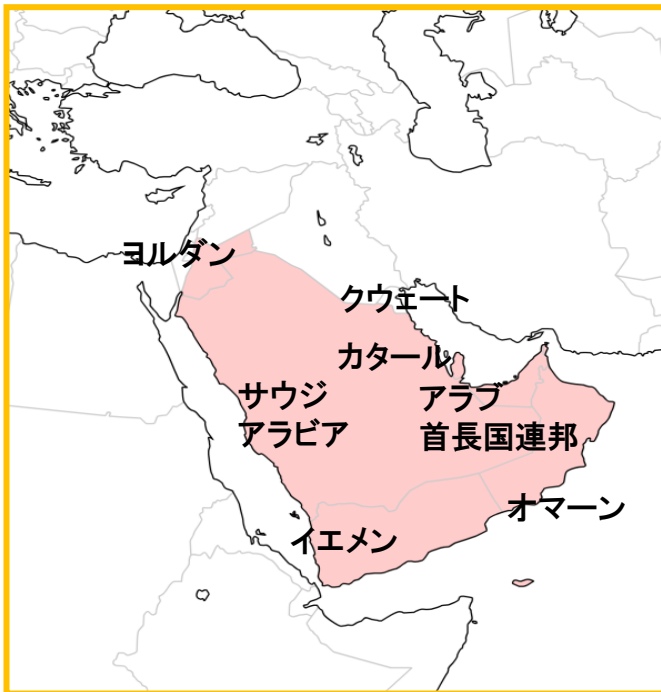 ヨルダン
クウェート
カタール
サウジ
アラビア
アラブ
首長国連邦
オマーン
イエメン